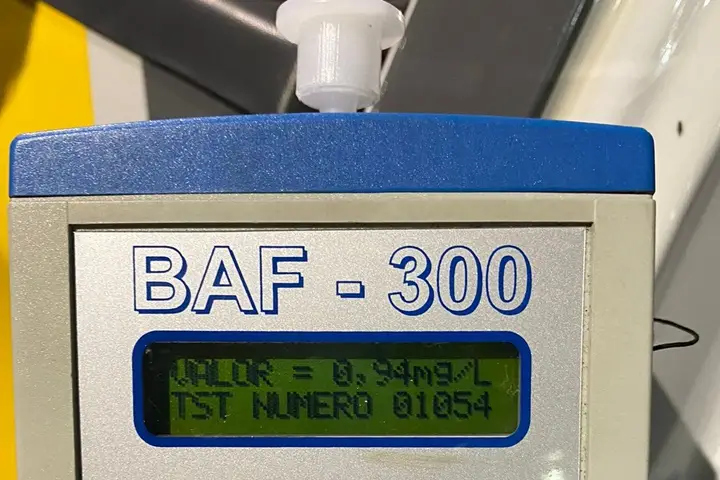 BAF - 300
VALOR = 0,94mg/L
TST NUMERO 01054